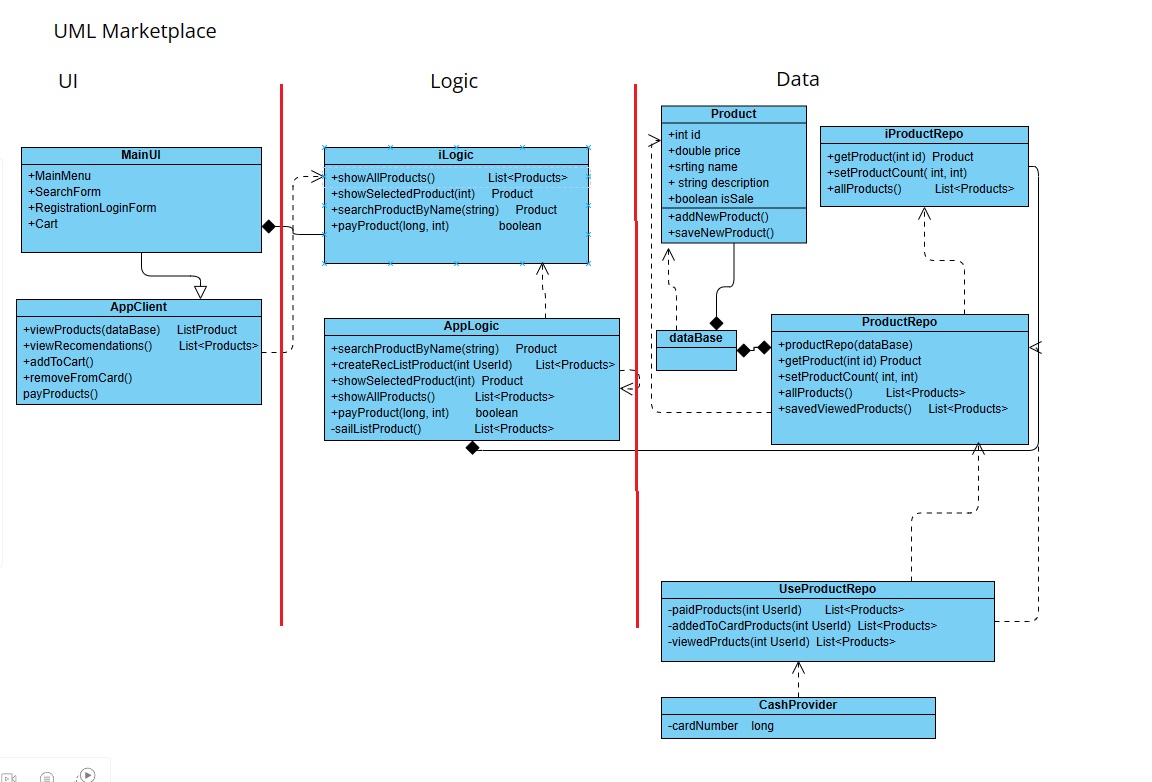 UML Marketplace
UI
Logic
Data
MainUI
+MainMenu
+SearchForm
+RegistrationLoginForm
+Cart
AppClient
+viewProducts(dataBase) ListProduct
+viewRecomendations() List<Products>
+addToCart()
+removeFromCard()
payProducts()
iLogic
+showAllProducts() List<Products>
+showSelectedProduct(int) Product
+searchProductByName(string) Product
+payProduct(long, int) boolean
AppLogic
+searchProductByName(string) Product
+createRecListProduct(int UserId) List<Products>
+showSelectedProduct(int) Product
+showAllProducts() List<Products>
+payProduct(long, int) boolean
-sailListProduct() List<Products>
Product
+int id
+double price
+srting name
+ string description
+boolean isSale
+addNewProduct()
+saveNewProduct()
iProductRepo
+getProduct(int id) Product
+setProductCount( int, int)
+allProducts() List<Products>
dataBase
ProductRepo
+productRepo(dataBase)
+getProduct(int id) Product
+setProductCount( int, int)
+allProducts() List<Products>
+savedViewedProducts() List<Products>
UseProductRepo
-paidProducts(int UserId) List<Products>
-addedToCardProducts(int UserId) List<Products>
-viewedPrducts(int UserId) List<Products>
CashProvider
-cardNumber long